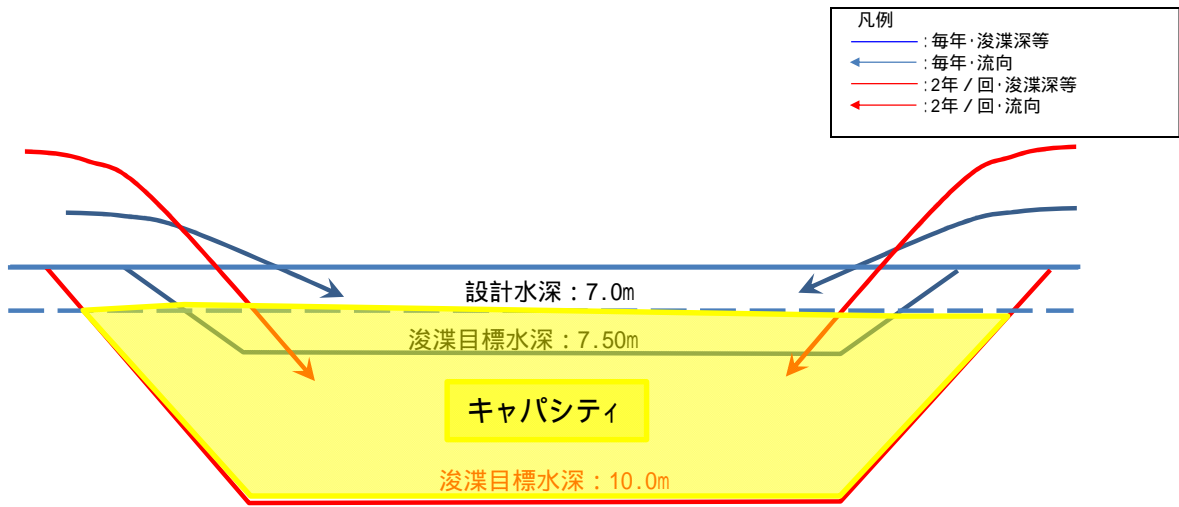 凡例
:毎年·浚渫深等
:毎年·流向
:2年/回·浚渫深等
:2年/回·流向
設計水深:7.0m
浚渫目標水深:7.50m
キャパシティ
浚渫目標水深:10.0m